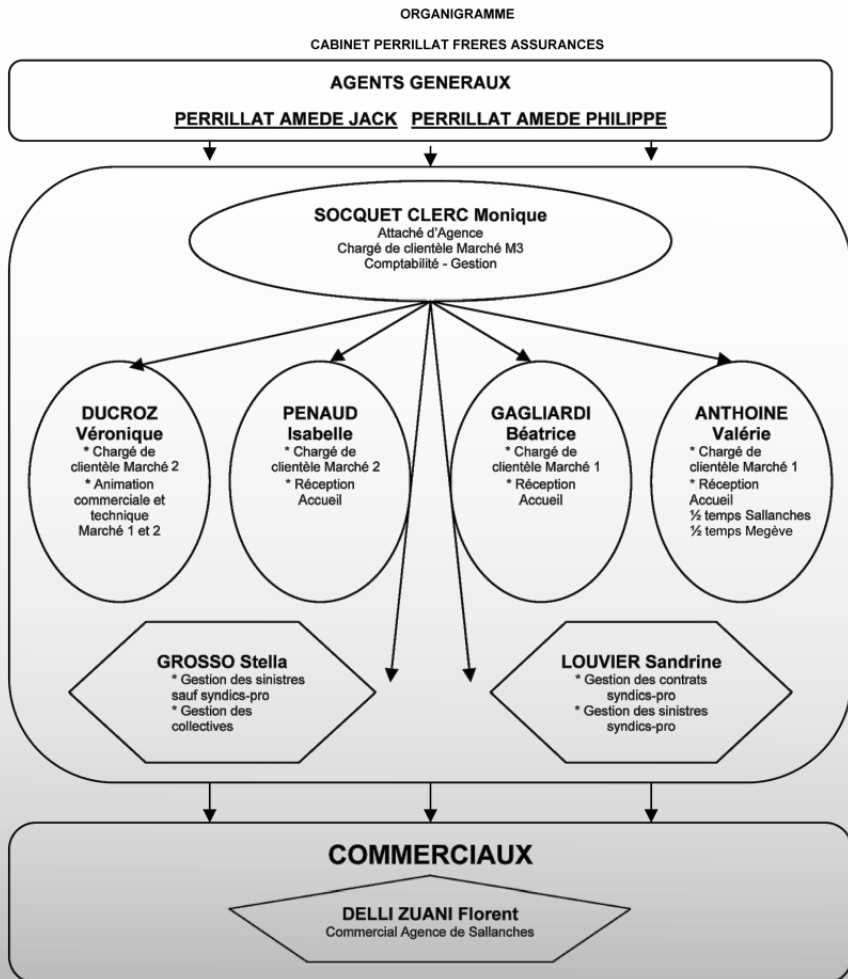 ORGANIGRAMME
CABINET PERRILLAT FRERES ASSURANCES
AGENTS GENERAUX
PERRILLAT AMEDE JACK PERRILLAT AMEDE PHILIPPE
SOCQUET CLERC Monique
Attaché d'Agence
Chargé de clientèle Marché M3
Comptabilité - Gestion
DUCROZ
Véronique
* Chargé de
clientèle Marché 2
* Animation
commerciale et
technique
Marché 1 et 2
PENAUD
Isabelle
* Chargé de
clientèle Marché 2
* Réception
Accueil
GAGLIARDI
Béatrice
* Chargé de
clientèle Marché 1
* Réception
Accueil
ANTHOINE
Valérie
* Chargé de
clientèle Marché 1
* Réception
Accueil
½ temps Sallanches
½ temps Megève
GROSSO Stella
* Gestion des sinistres
sauf syndics-pro
* Gestion des
collectives
LOUVIER Sandrine
* Gestion des contrats
syndics-pro
* Gestion des sinistres
syndics-pro
COMMERCIAUX
DELLI ZUANI Florent
Commercial Agence de Sallanches